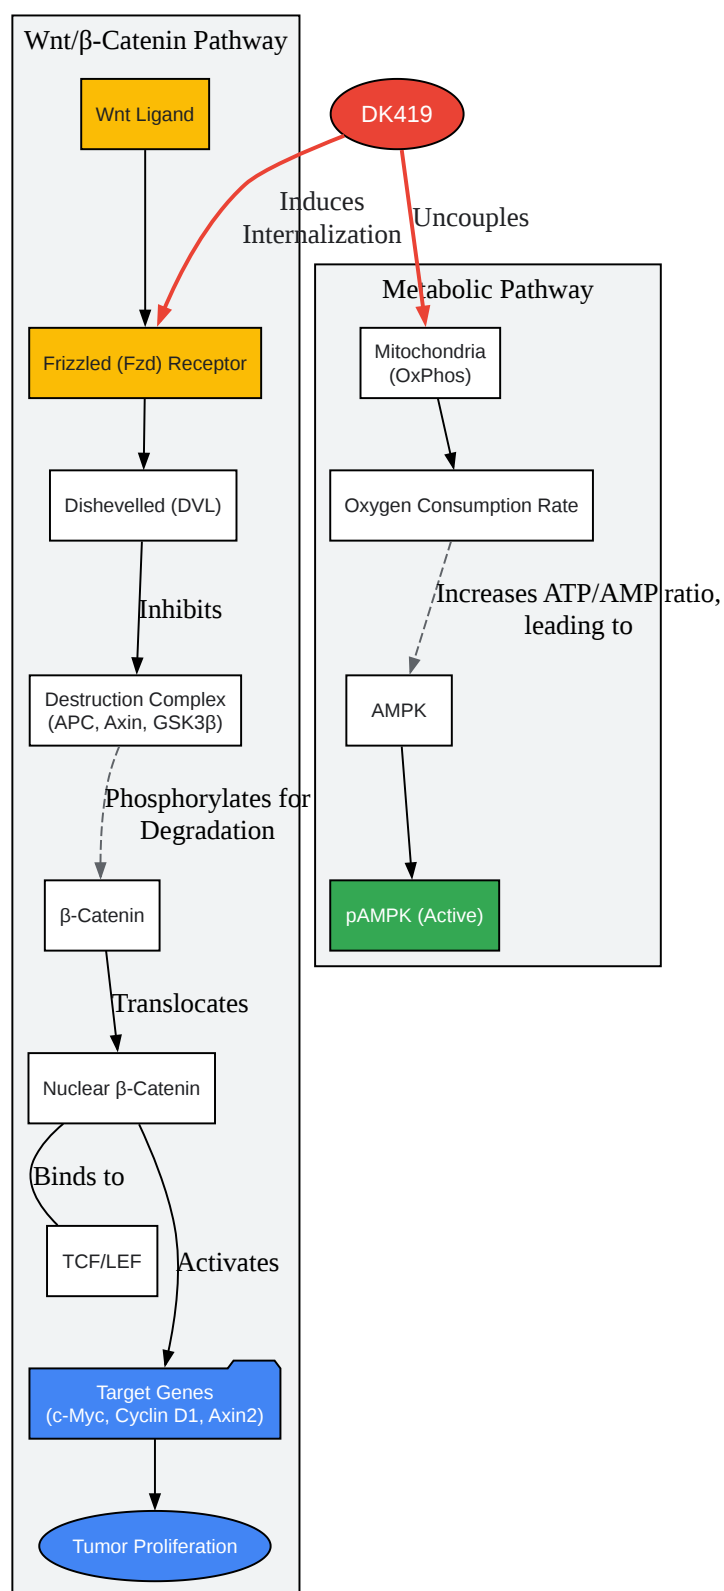 Wnt/β-Catenin Pathway
Wnt Ligand
DK419
Induces
Internalization
Uncouples
Metabolic Pathway
Frizzled (Fzd) Receptor
Mitochondria
(OxPhos)
Dishevelled (DVL)
Oxygen Consumption Rate
Inhibits
Increases ATP/AMP ratio,
leading to
Destruction Complex
(APC, Axin, GSK3β)
AMPK
Phosphorylates for
Degradation
β-Catenin
pAMPK (Active)
Translocates
Nuclear β-Catenin
Binds to
TCF/LEF
Activates
Target Genes
(c-Myc, Cyclin D1, Axin2)
Tumor Proliferation